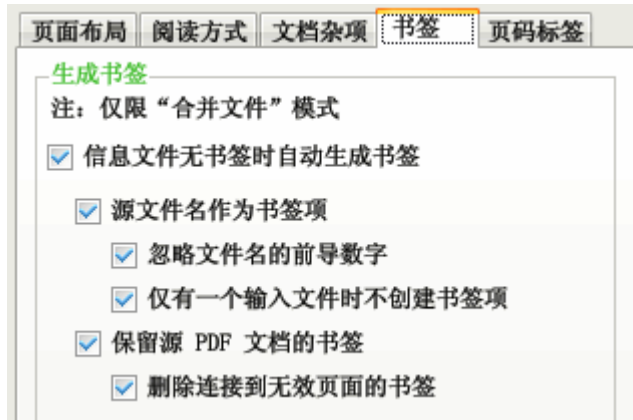 页面布局 阅读方式 文档杂项 书签 页码标签
生成书签
注：仅限“合并文件”模式
信息文件无书签时自动生成书签
源文件名作为书签项
忽略文件名的前导数字
仅有一个输入文件时不创建书签项
保留源 PDF 文档的书签
删除连接到无效页面的书签